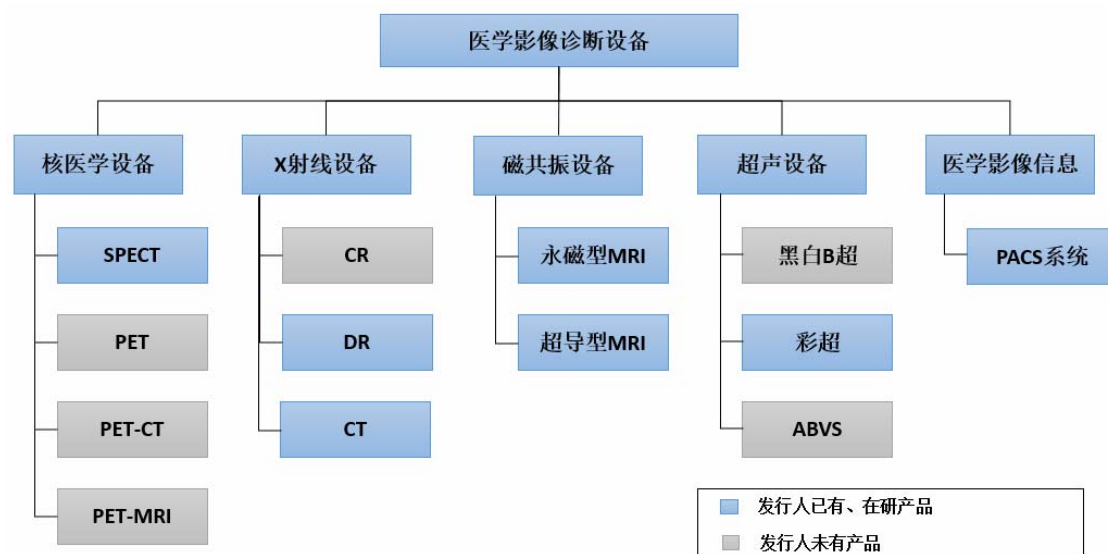 医学影像诊断设备
核医学设备
X射线设备
磁共振设备
超声设备
医学影像信息
SPECT
CR
永磁型MRI
黑白B超
PACS系统
PET
DR
超导型MRI
彩超
PET-CT
CT
ABVS
PET-MRI
发行人已有、在研产品
发行人未有产品